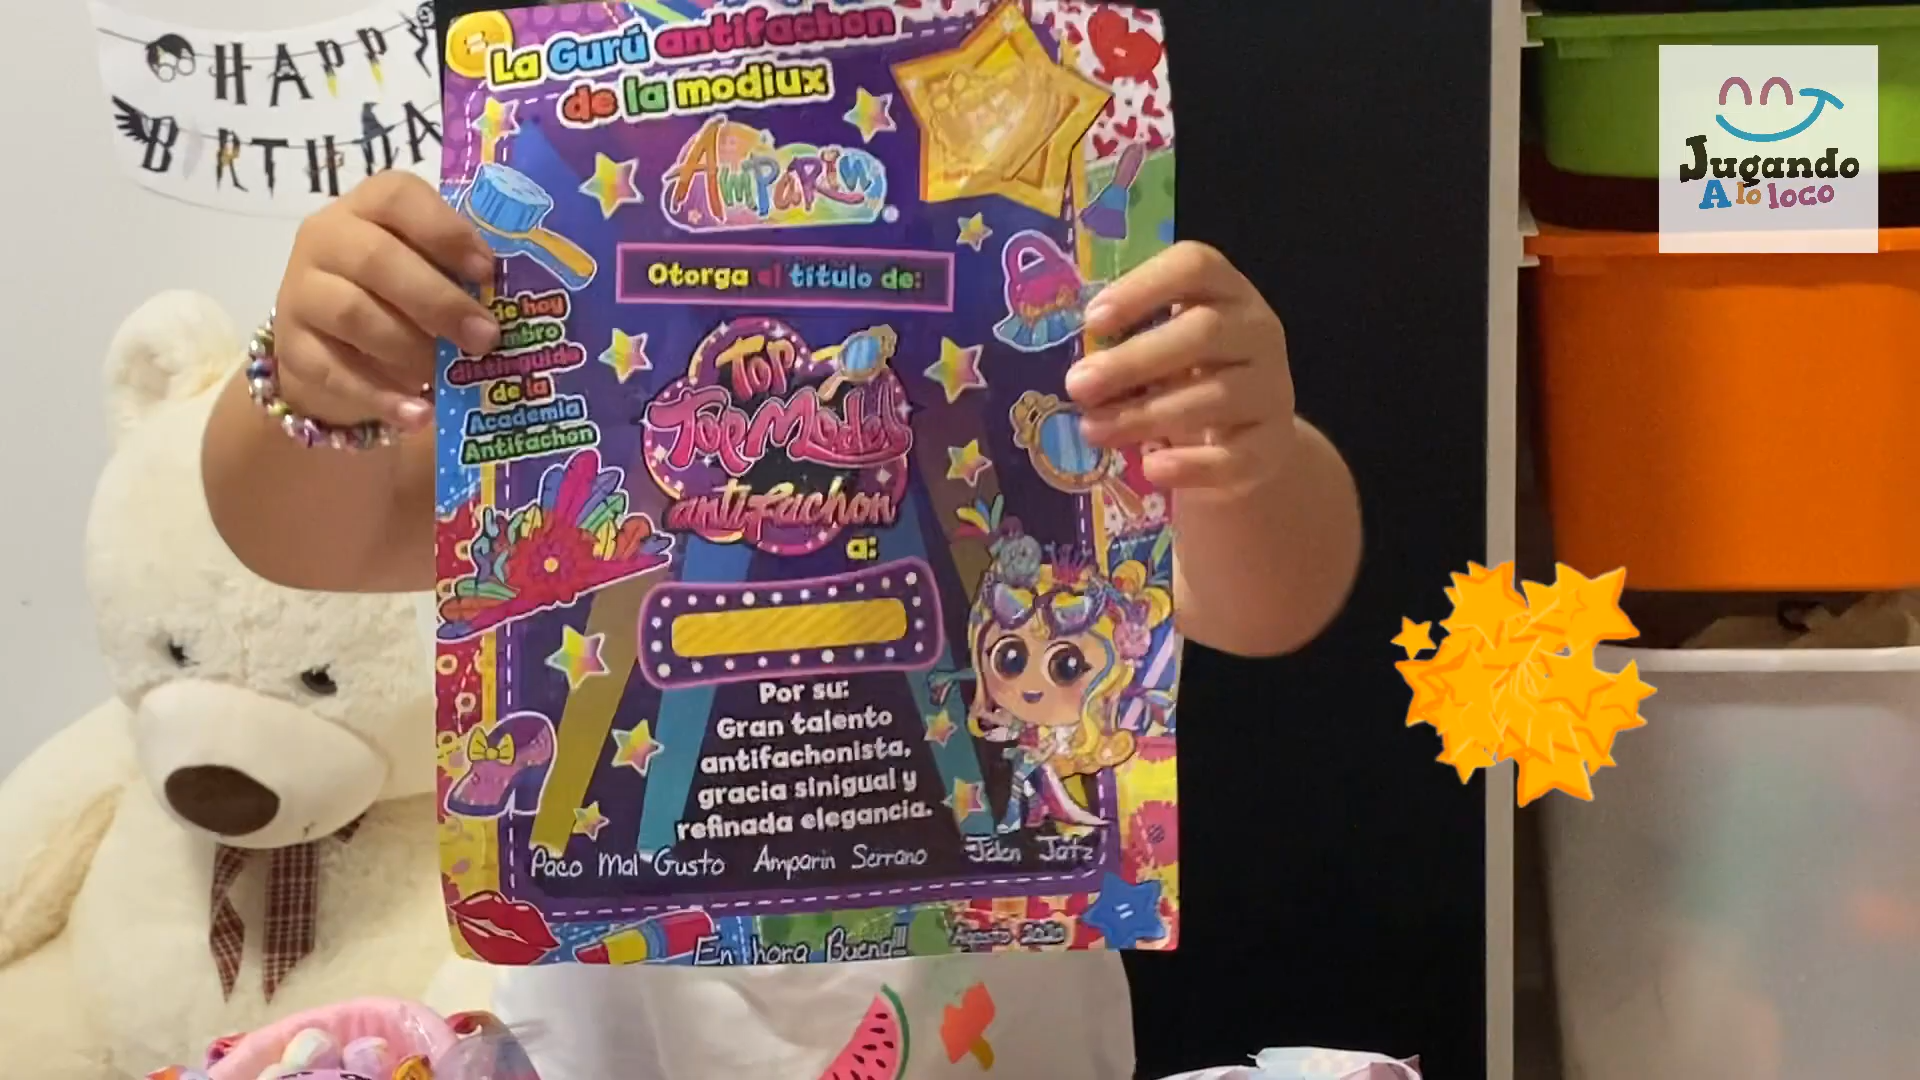 HAPPY
BIRTHDA
La Gurú antifachon
de la modiux
Amparin
Otorga el título de:
de hoy
distinguido
de la
Academia
Antifachon
Top
Top Model
antifachon
a:
Por su:
Gran talento
antifachonista,
gracia sinigual y
refinada elegancia.
Paco Mal Gusto Amparin Serrano Jelen Jatz
En hora Buena!!!
Agosto 2020
Jugando
A lo loco